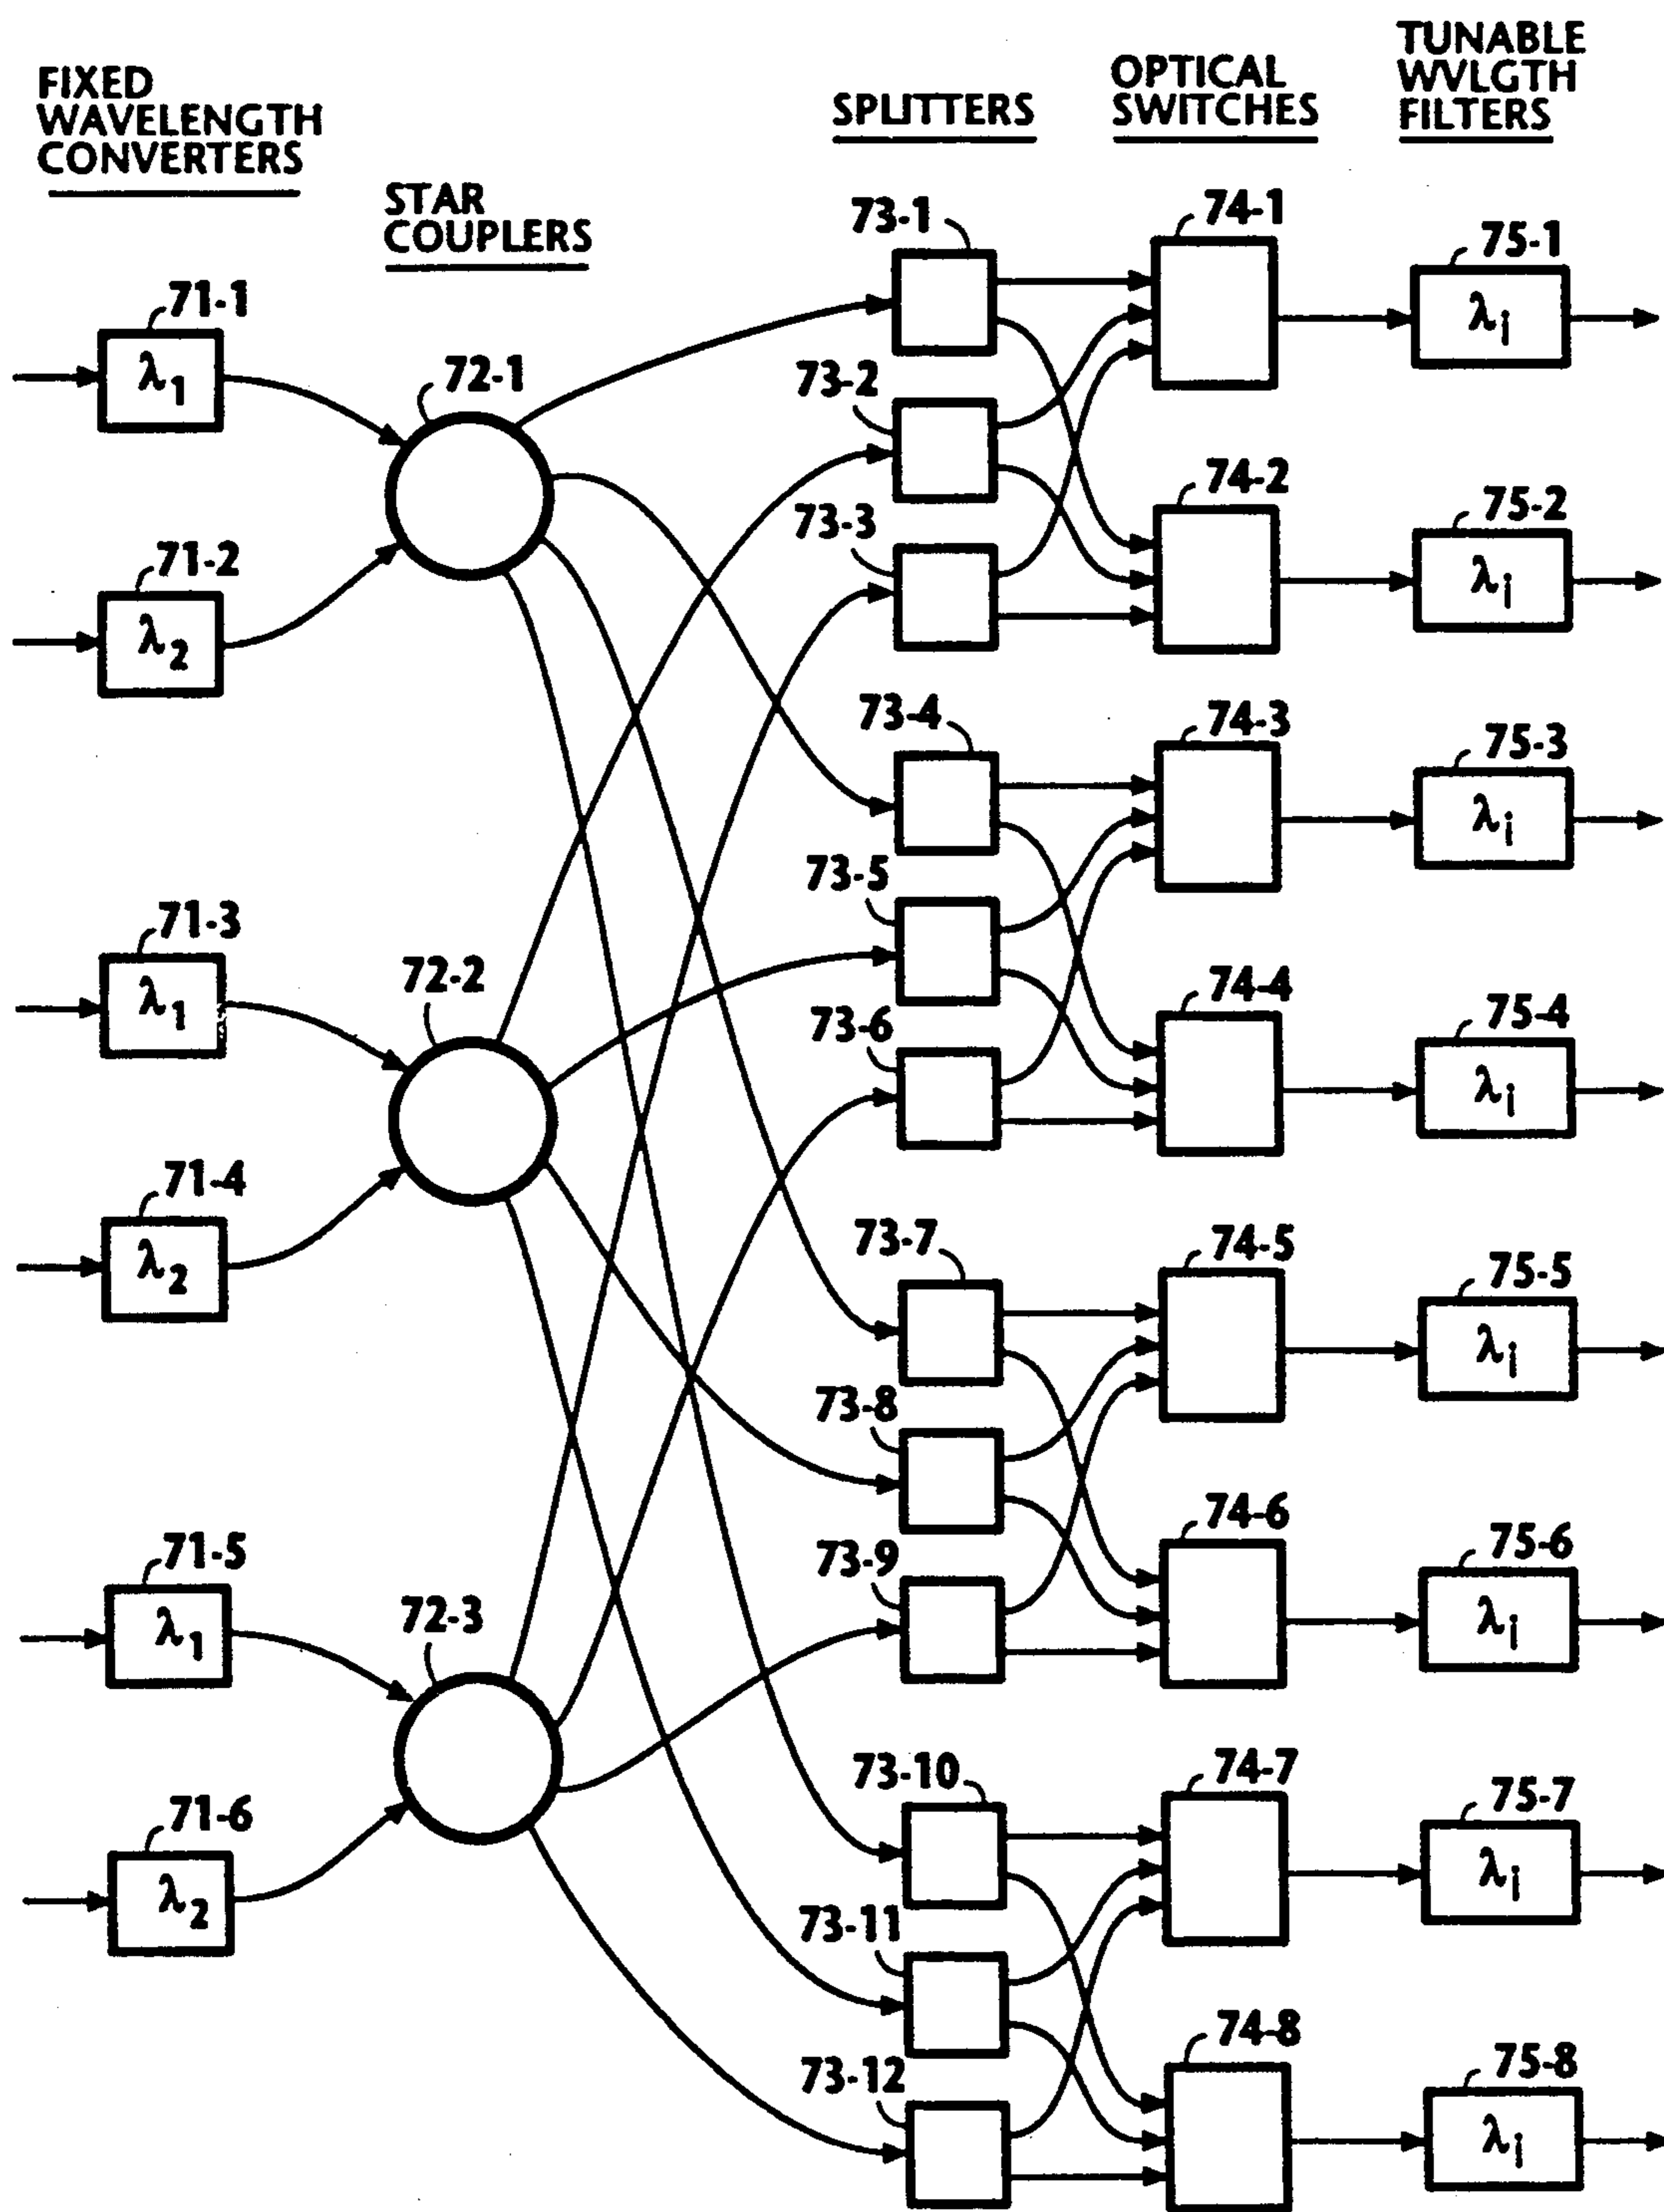 FIXED
WAVELENGTH
CONVERTERS
STAR
COUPLERS
SPLITTERS
OPTICAL
SWITCHES
TUNABLE
WVLGTH
FILTERS
71-1
λ1
71-2
λ2
71-3
λ1
71-4
λ2
71-5
λ1
71-6
λ2
72-1
72-2
72-3
73-1
73-2
73-3
73-4
73-5
73-6
73-7
73-8
73-9
73-10
73-11
73-12
74-1
74-2
74-3
74-4
74-5
74-6
74-7
74-8
75-1
λi
75-2
λi
75-3
λi
75-4
λi
75-5
λi
75-6
λi
75-7
λi
75-8
λi